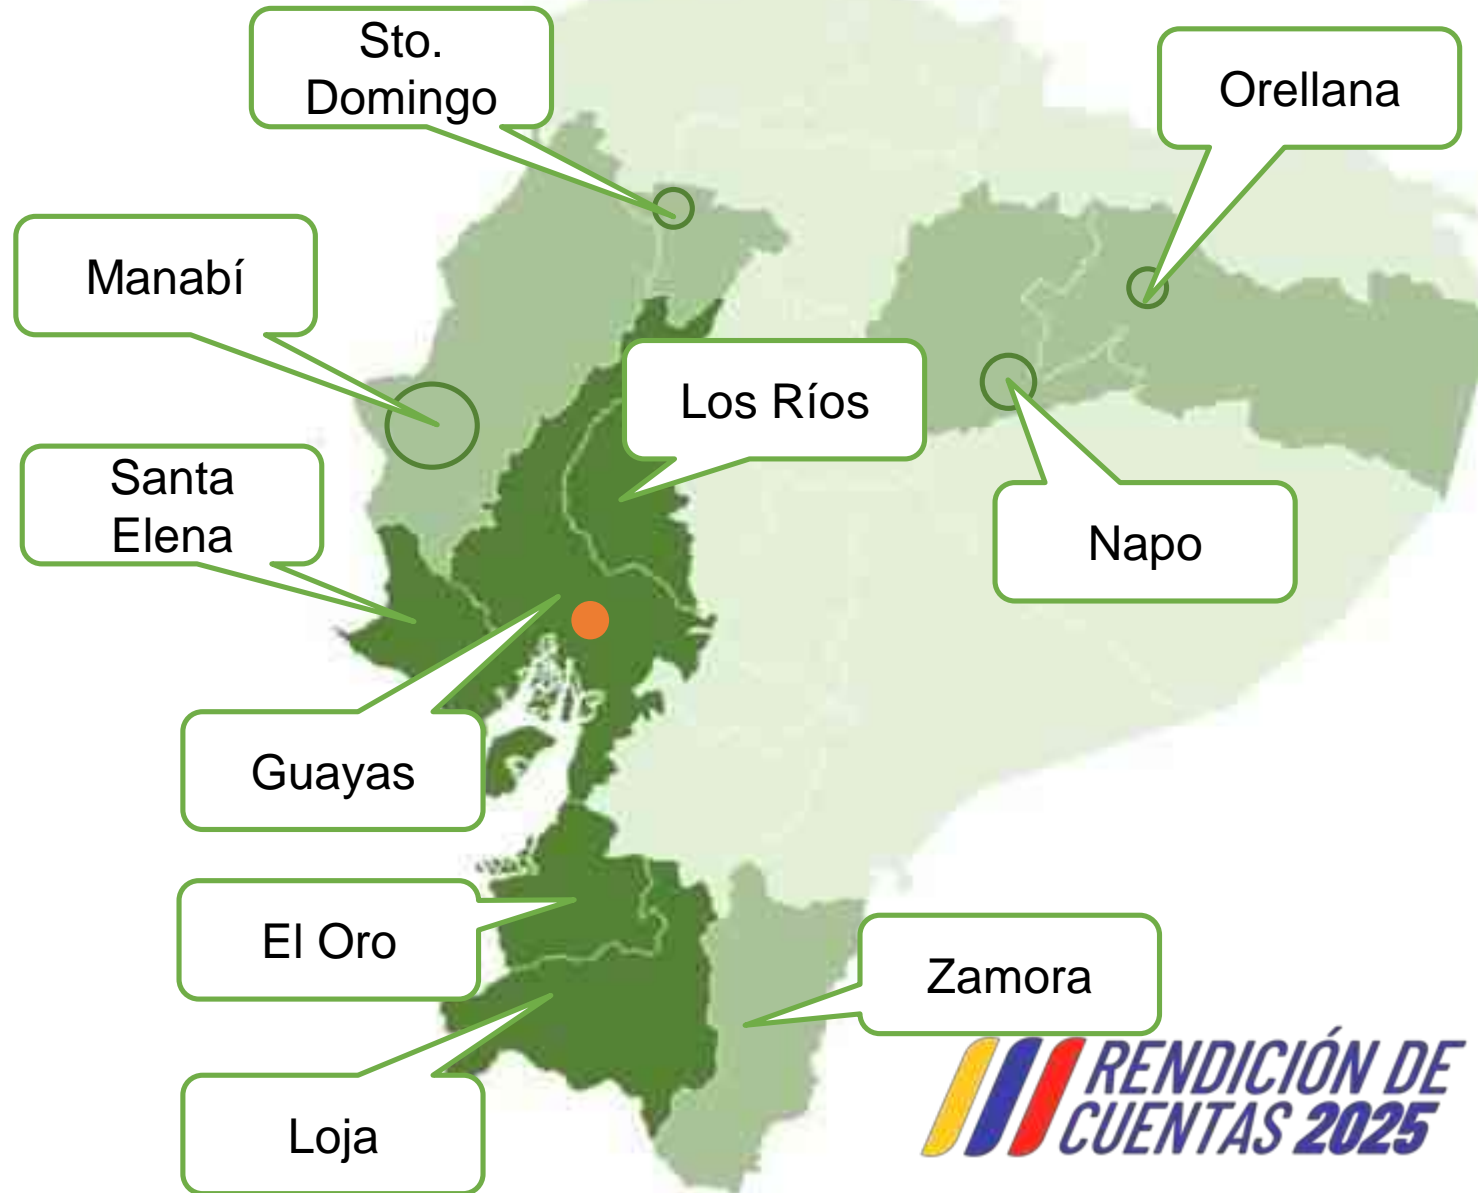 Sto.
Domingo
Orellana
Manabí
Los Ríos
Santa
Elena
Napo
Guayas
El Oro
Zamora
Loja
RENDICIÓN DE
CUENTAS 2025